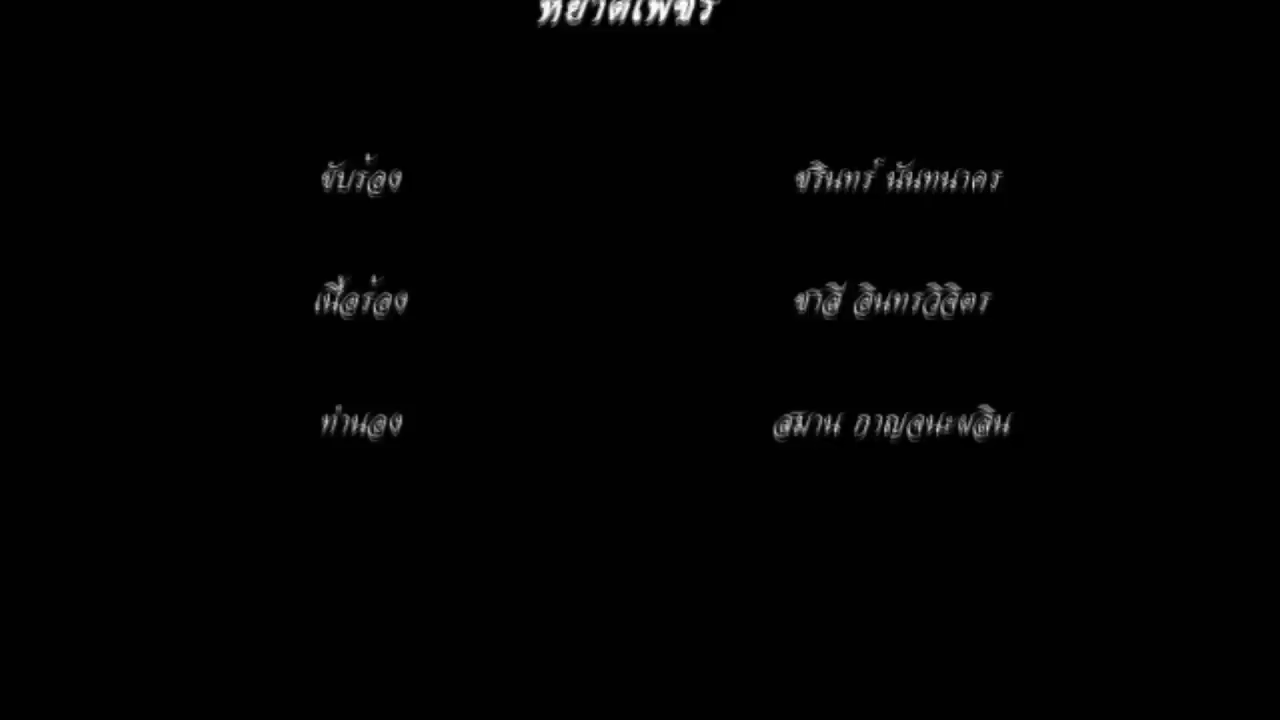 หยาดเพชร
ขับร้อง ชรินทร์ นันทนาคร
เนื้อร้อง ชาลี อินทรวิจิตร
ทำนอง สมาน กาญจนะผลิน